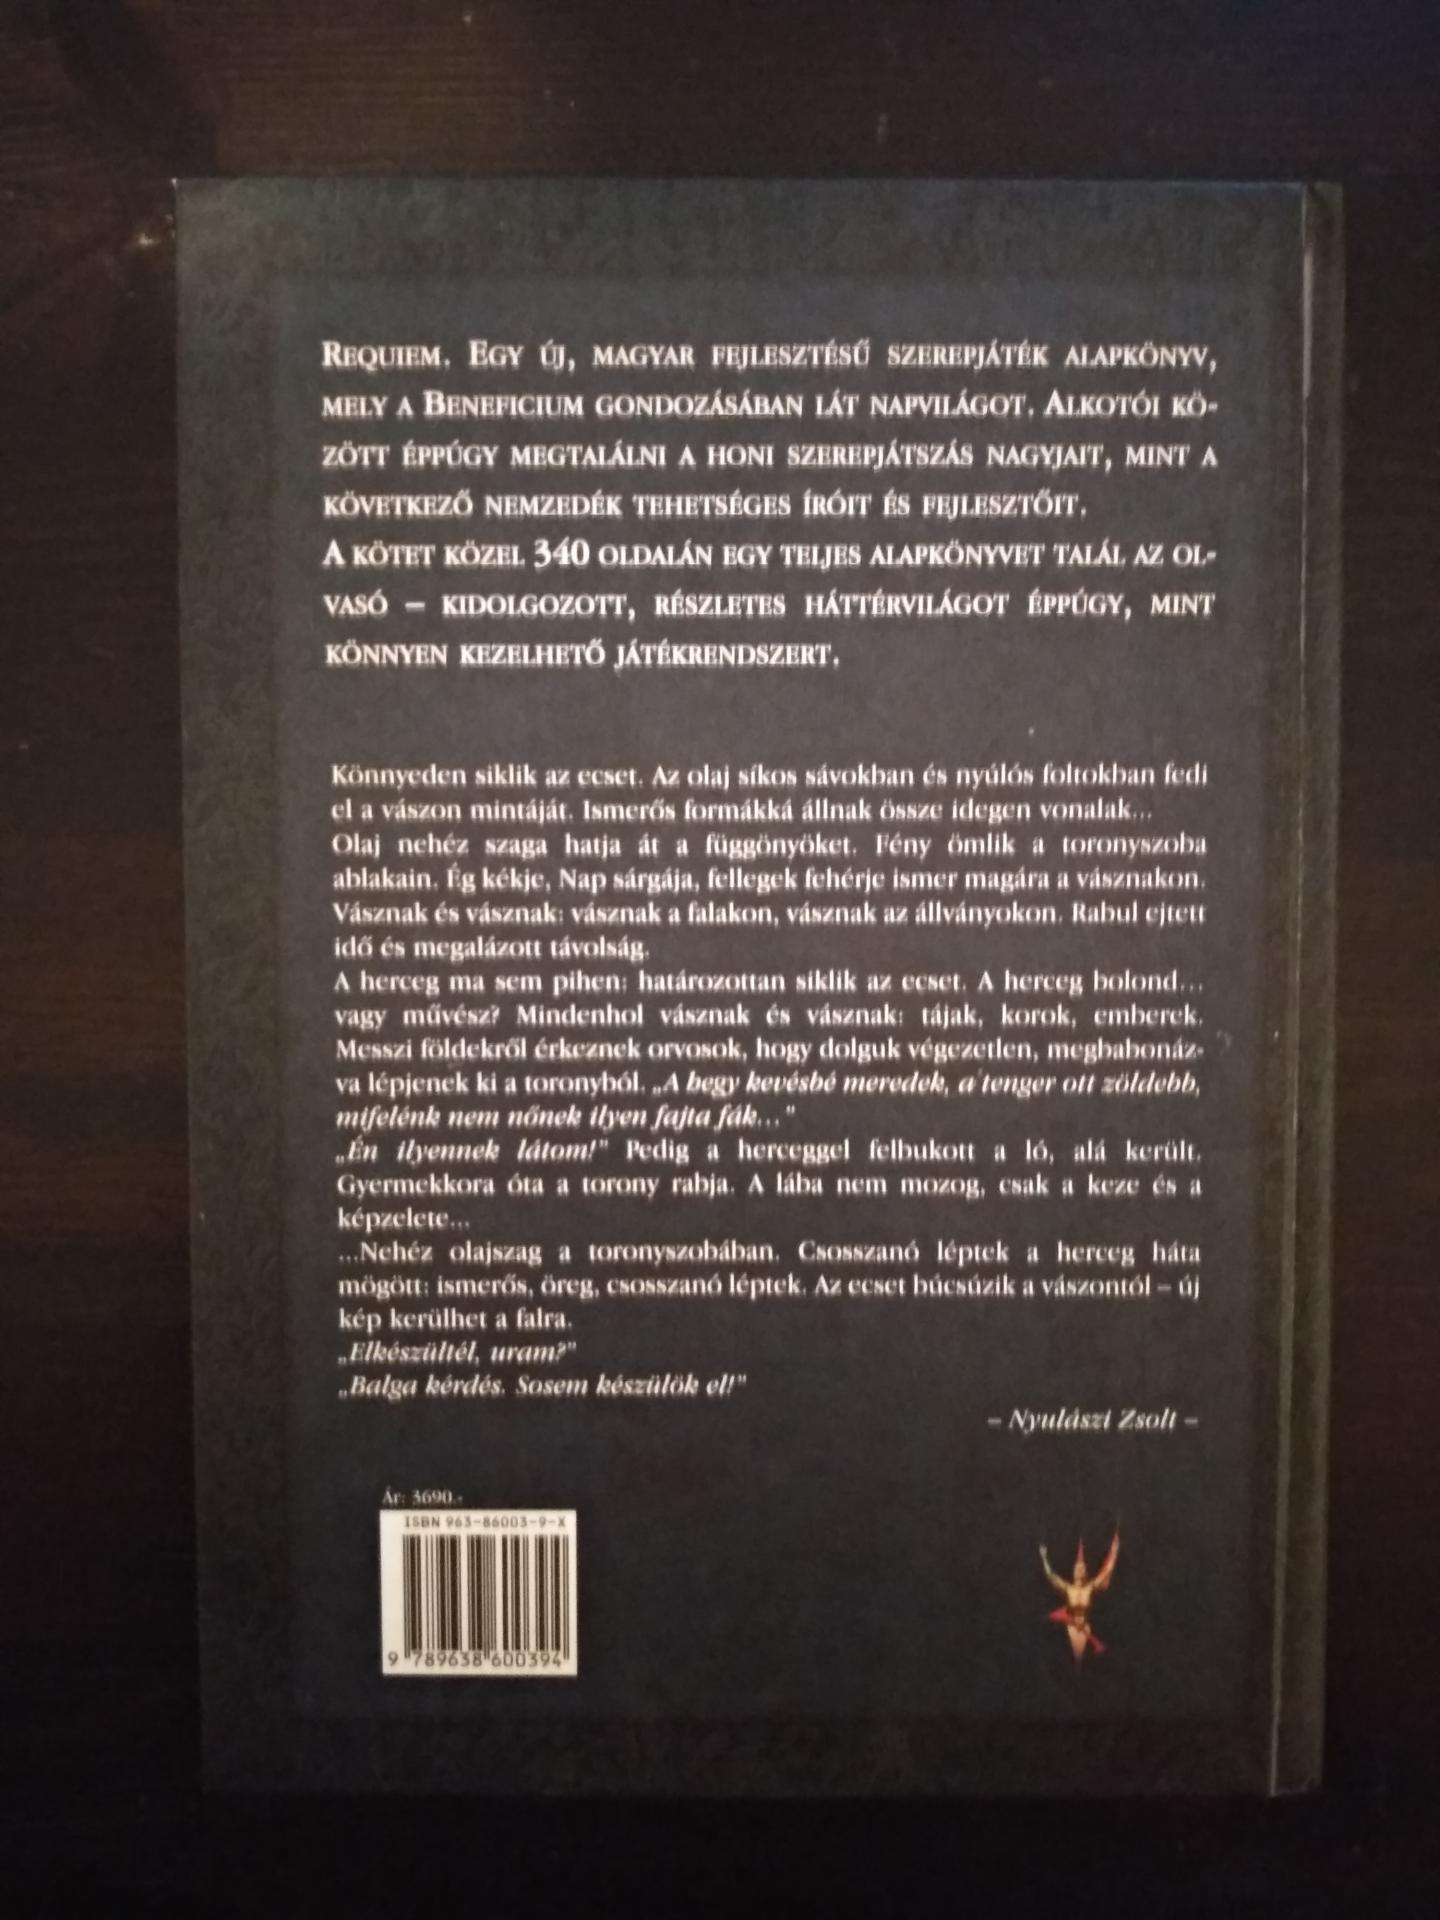 REQUIEM. EGY ÚJ, MAGYAR FEJLESZTÉSŰ SZEREPJÁTÉK ALAPKÖNYV,
MELY A BENEFICIUM GONDOZÁSÁBAN LÁT NAPVILÁGOT. ALKOTÓI KÖ-
ZÖTT ÉPPÚGY MEGTALÁLNI A HONI SZEREPJÁTSZÁS NAGYJAIT, MINT A
KÖVETKEZŐ NEMZEDÉK TEHETSÉGES ÍRÓIT ÉS FEJLESZTŐIT.
A KÖTET KÖZEL 340 OLDALÁN EGY TELJES ALAPKÖNYVET TALÁL AZ OL-
VASÓ – KIDOLGOZOTT, RÉSZLETES HÁTTÉRVILÁGOT ÉPPÚGY, MINT
KÖNNYEN KEZELHETŐ JÁTÉKRENDSZERT.
Könnyeden siklik az ecset. Az olaj síkos sávokban és nyúlós foltokban fedi
el a vászon mintáját. Ismerős formákká állnak össze idegen vonalak...
Olaj nehéz szaga hatja át a függönyöket. Fény ömlik a toronyszoba
ablakain. Ég kékje, Nap sárgája, fellegek fehérje ismer magára a vásznakon.
Vásznak és vásznak: vásznak a falakon, vásznak az állványokon. Rabul ejtett
idő és megalázott távolság.
A herceg ma sem pihen: határozottan siklik az ecset. A herceg bolond...
vagy művész? Mindenhol vásznak és vásznak: tájak, korok, emberek.
Messzi földekről érkeznek orvosok, hogy dolguk végezetlen, megbabonáz-
va lépjenek ki a toronyból. „A hegy kevésbé meredek, a tenger ott zöldebb,
mifelénk nem nőnek ilyen fajta fák..."
„Én ilyennek látom!" Pedig a herceggel felbukott a ló, alá került.
Gyermekkora óta a torony rabja. A lába nem mozog, csak a keze és a
képzelete...
...Nehéz olajszag a toronyszobában. Csosszanó léptek a herceg háta
mögött: ismerős, öreg, csosszanó léptek. Az ecset búcsúzik a vászontól – új
kép kerülhet a falra.
„Elkészültél, uram?"
„Balga kérdés. Sosem készülök el!"
– Nyulászi Zsolt –
Ár: 3690.-
ISBN 963-86003-9-X
9 789638 600394